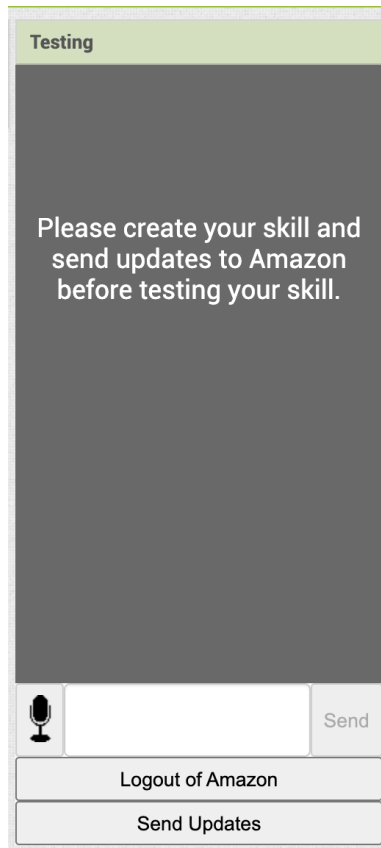 Testing
Please create your skill and
send updates to Amazon
before testing your skill.
Send
Logout of Amazon
Send Updates